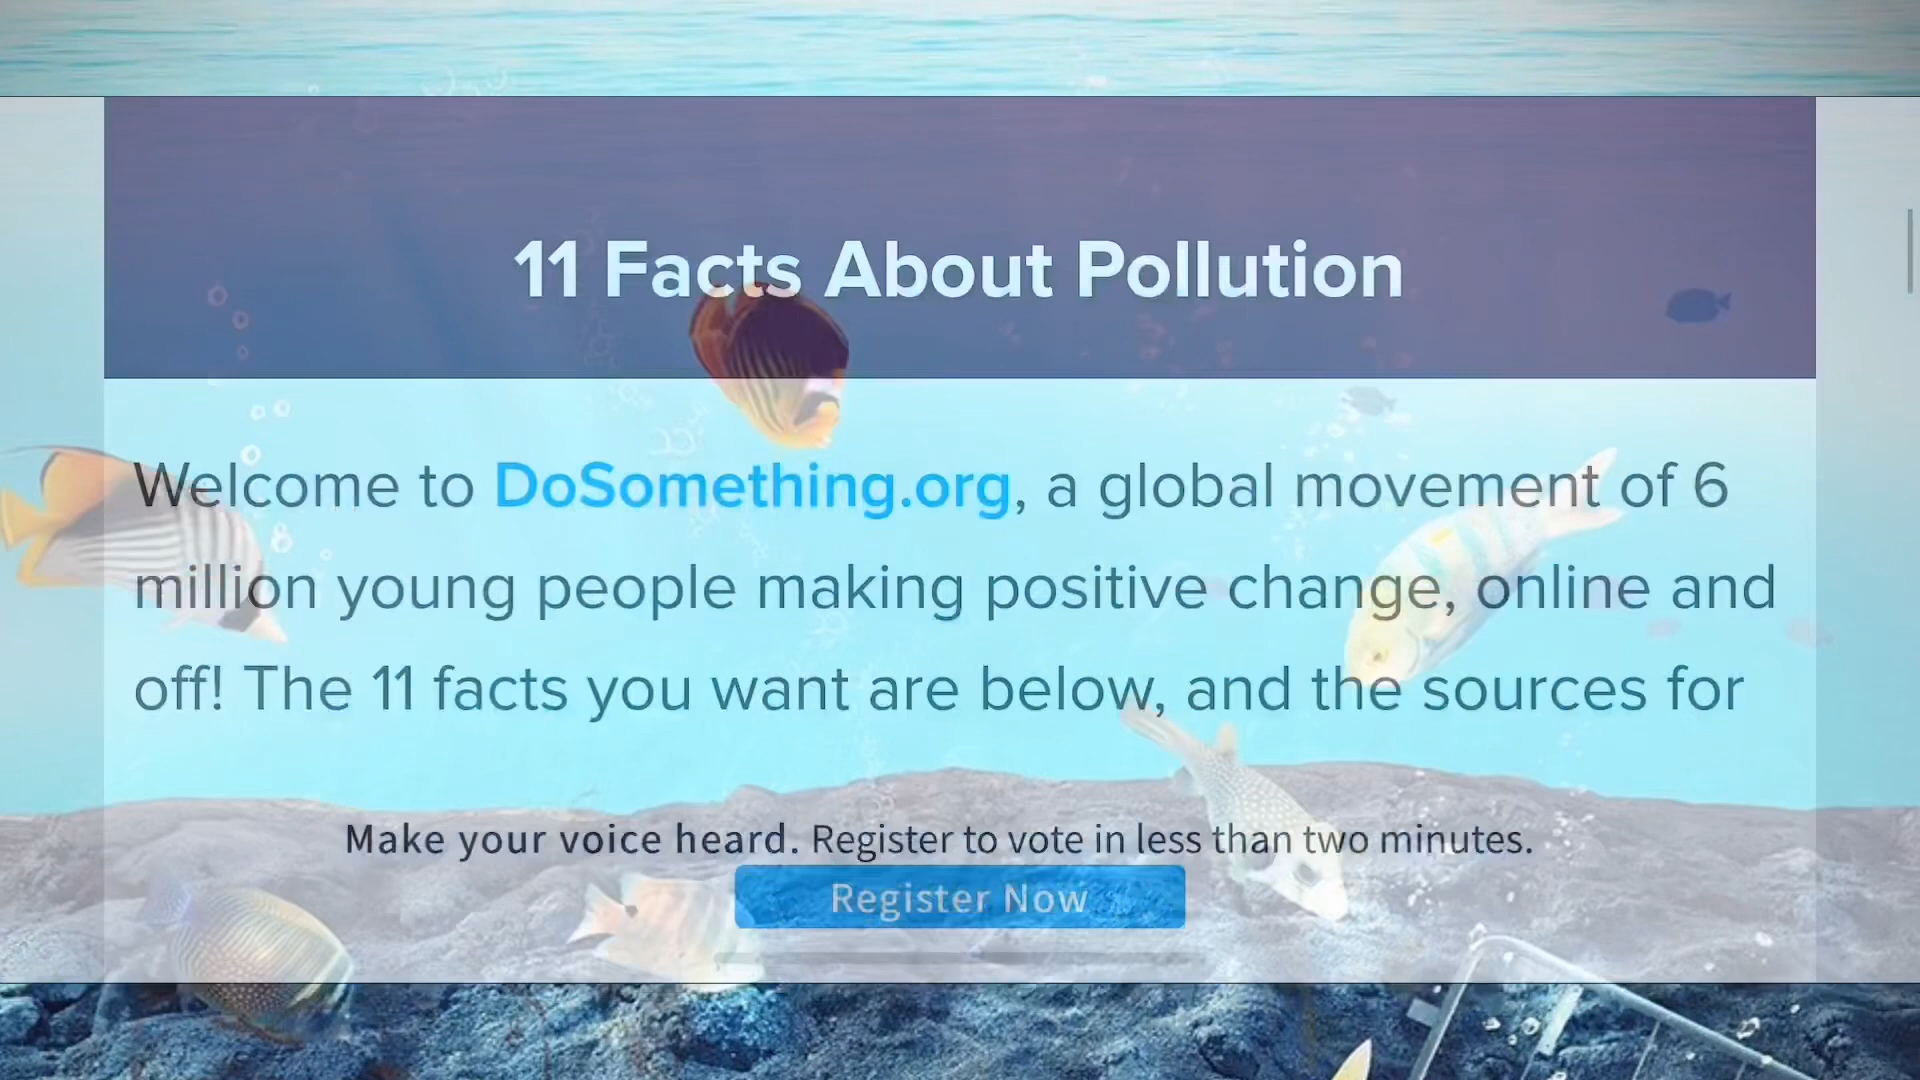 11 Facts About Pollution
Welcome to DoSomething.org, a global movement of 6
million young people making positive change, online and
off! The 11 facts you want are below, and the sources for
Make your voice heard. Register to vote in less than two minutes.
Register Now